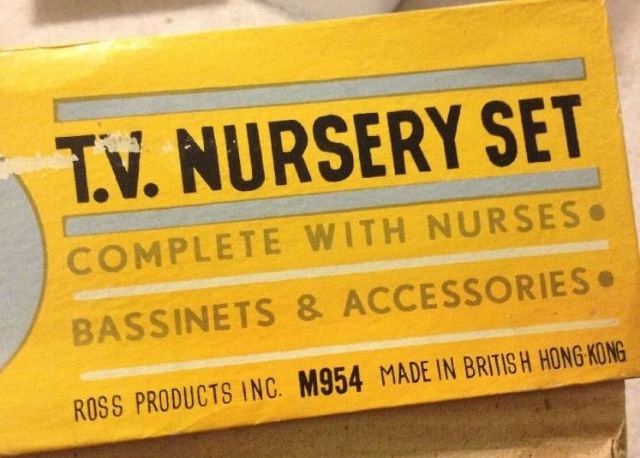 T.V. NURSERY SET
COMPLETE WITH NURSES•
BASSINETS & ACCESSORIES•
ROSS PRODUCTS INC. M954 MADE IN BRITISH HONG-KONG